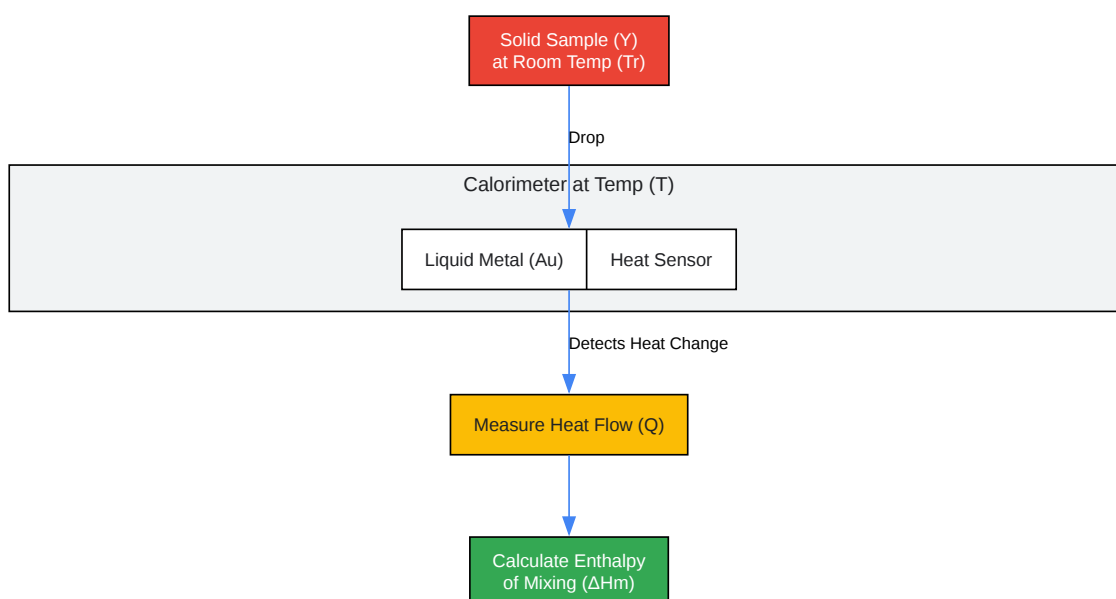 Solid Sample (Y)
at Room Temp (Tr)
Drop
Calorimeter at Temp (T)
Liquid Metal (Au)
Heat Sensor
Detects Heat Change
Measure Heat Flow (Q)
Calculate Enthalpy
of Mixing (ΔHm)